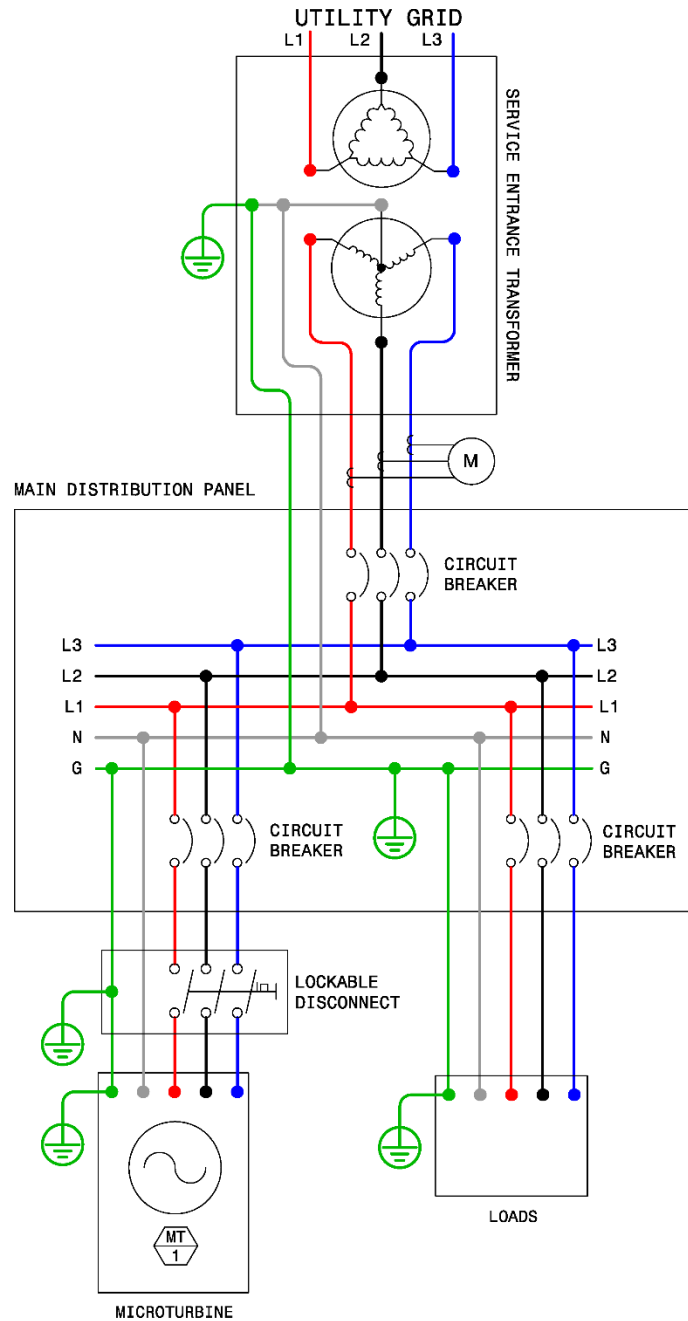 UTILITY GRID
L1 L2 L3
SERVICE ENTRANCE TRANSFORMER
M
MAIN DISTRIBUTION PANEL
CIRCUIT
BREAKER
L3 L3
L2 L2
L1 L1
N N
G G
CIRCUIT
BREAKER
CIRCUIT
BREAKER
LOCKABLE
DISCONNECT
MT
1
LOADS
MICROTURBINE